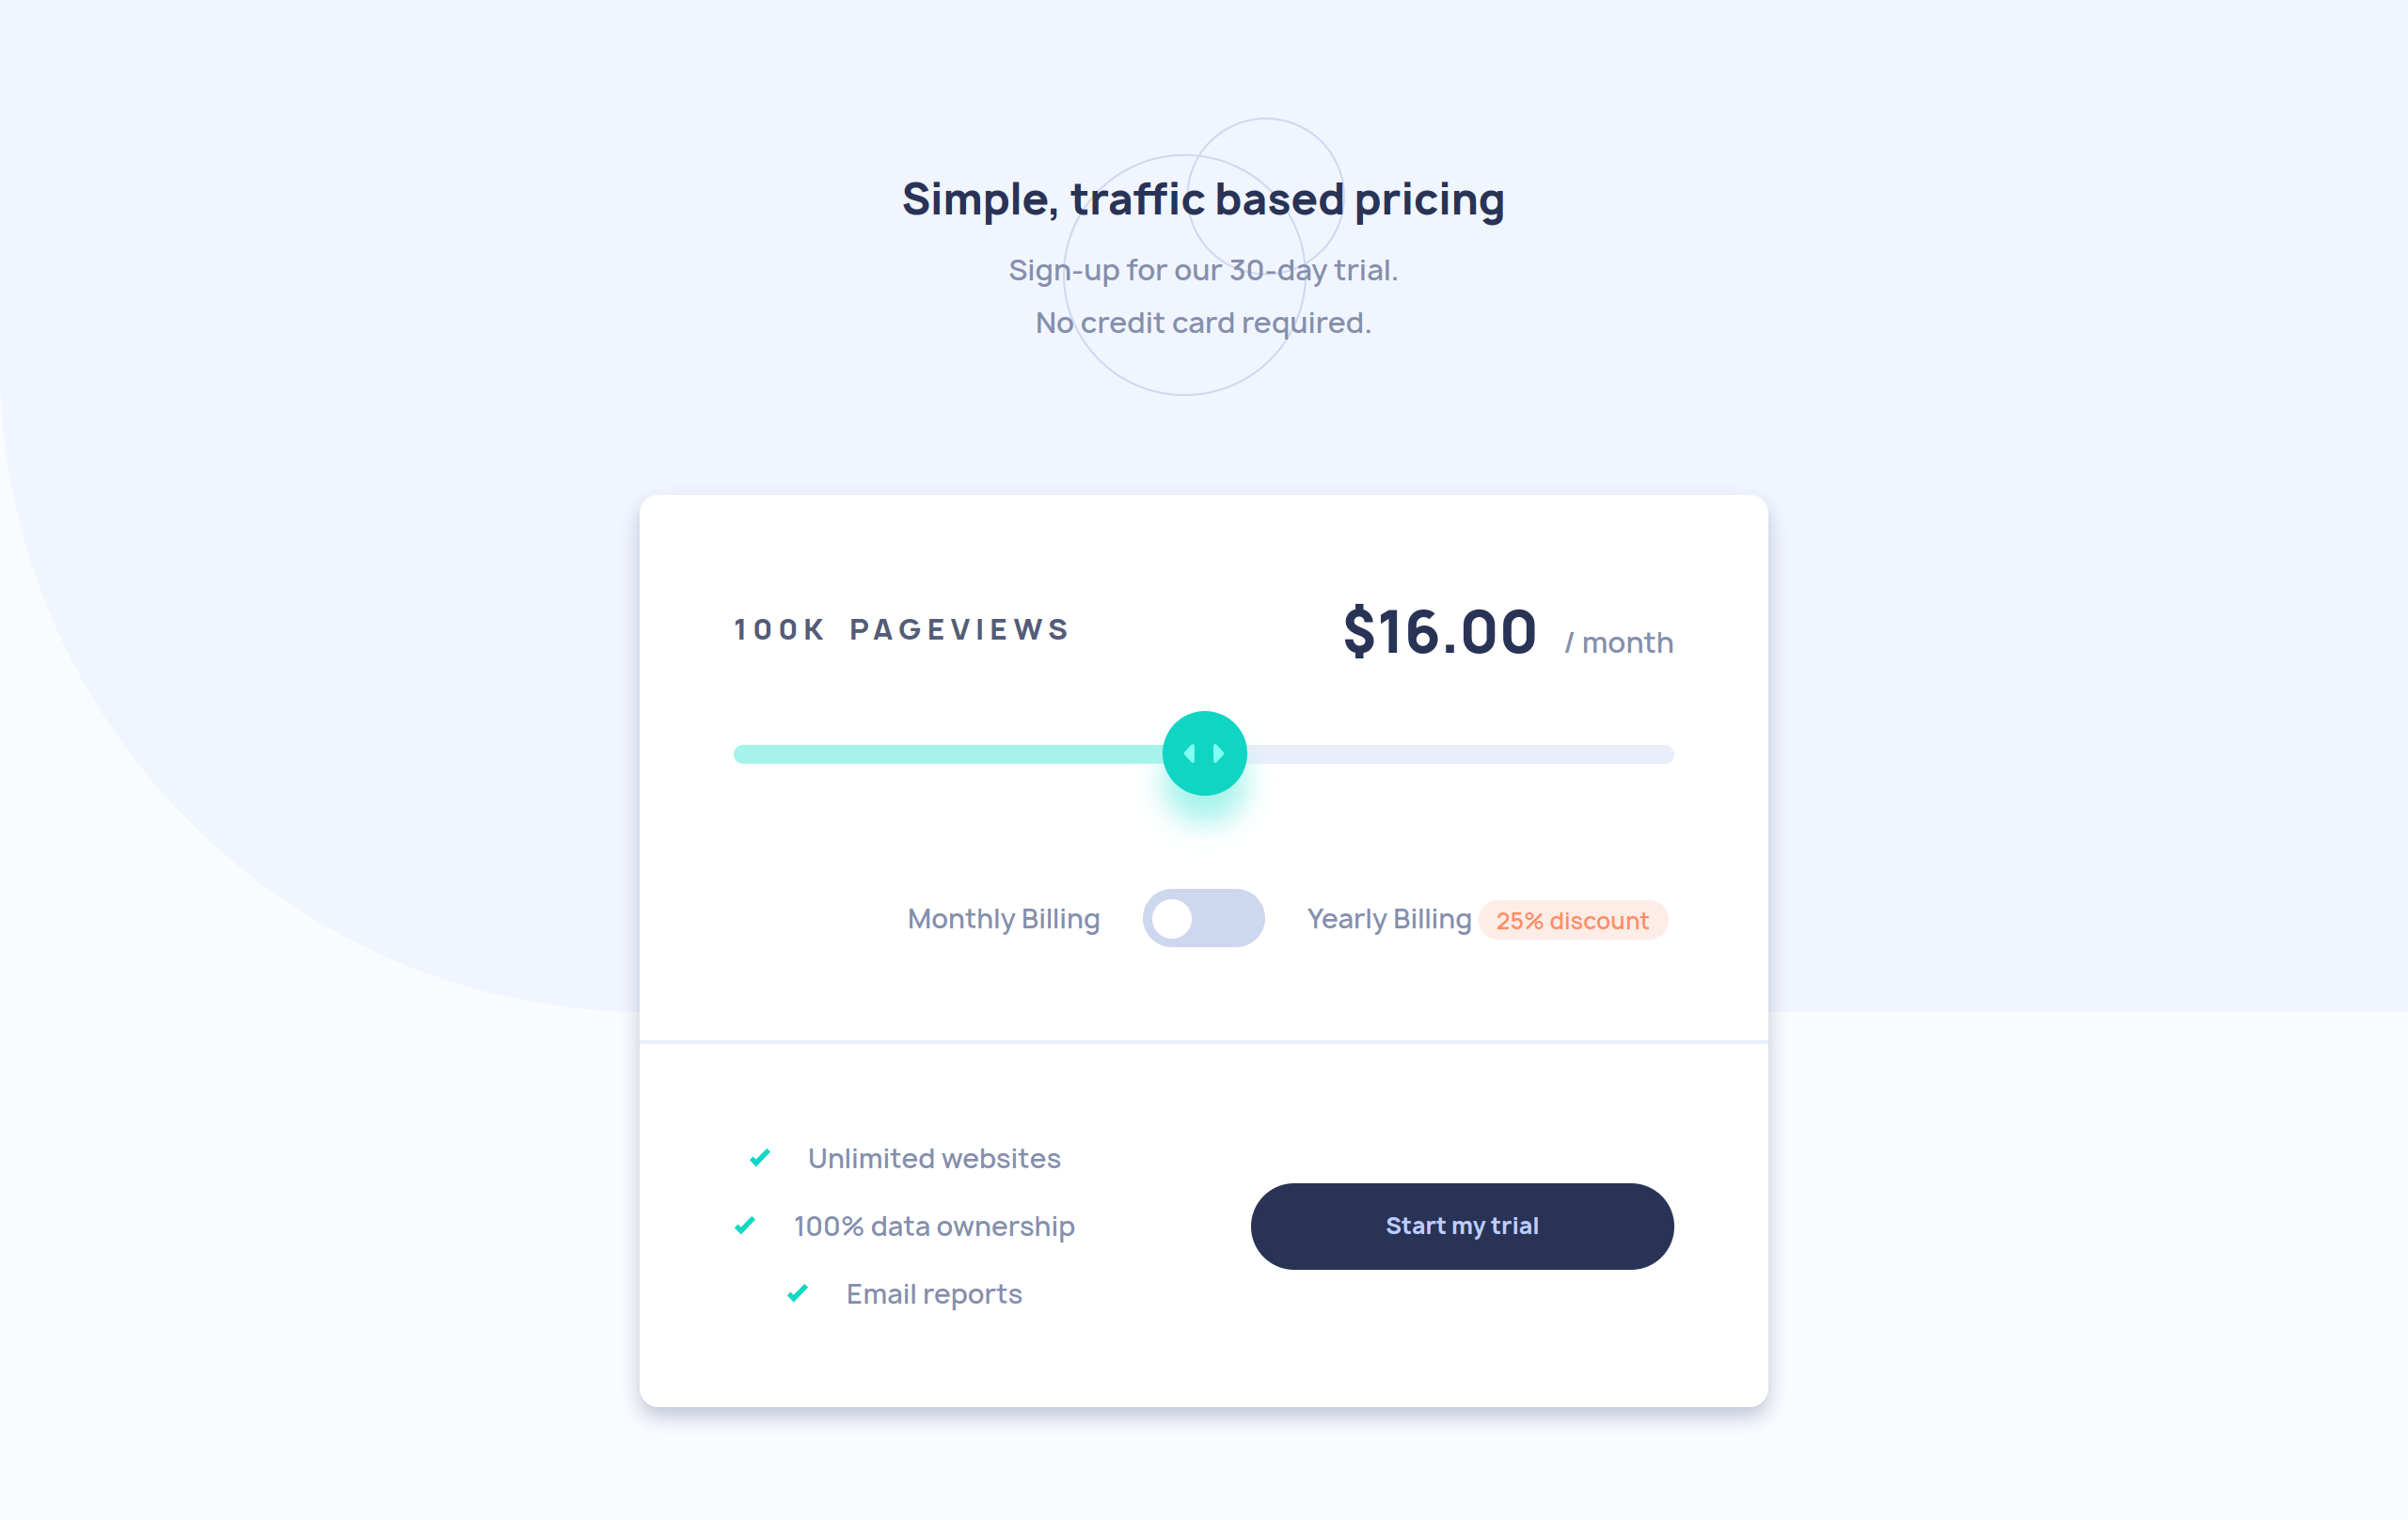 Simple, traffic based pricing
Sign-up for our 30-day trial.
No credit card required.
100K PAGEVIEWS
$16.00 / month
Monthly Billing
Yearly Billing 25% discount
Unlimited websites
100% data ownership
Email reports
Start my trial